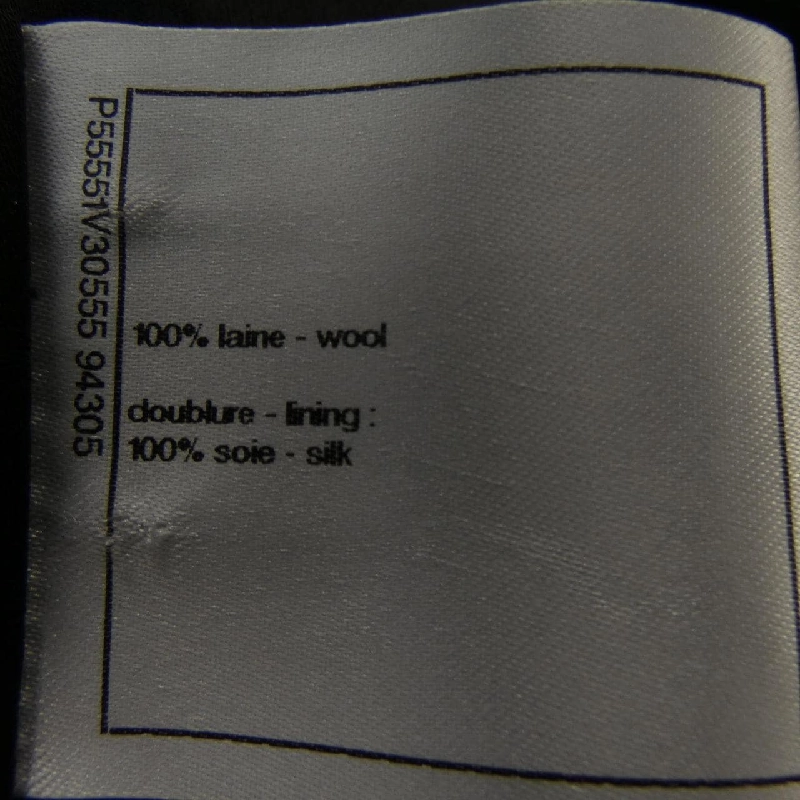 P55551V30555 94305
100% laine - wool
doublure - lining :
100% soie - silk